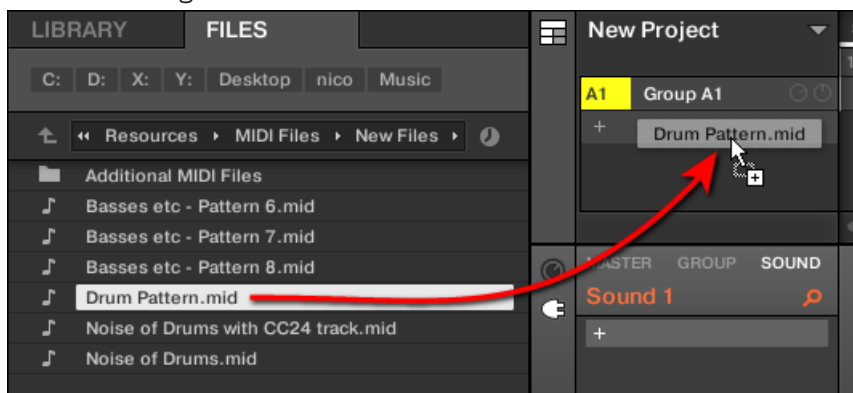 LIBRARY FILES
C: D: X: Y: Desktop nico Music
Resources MIDI Files New Files
Additional MIDI Files
Basses etc - Pattern 6.mid
Basses etc - Pattern 7.mid
Basses etc - Pattern 8.mid
Drum Pattern.mid
Noise of Drums with CC24 track.mid
Noise of Drums.mid
New Project
A1 Group A1
+ Drum Pattern.mid
MASTER GROUP SOUND
Sound 1
+